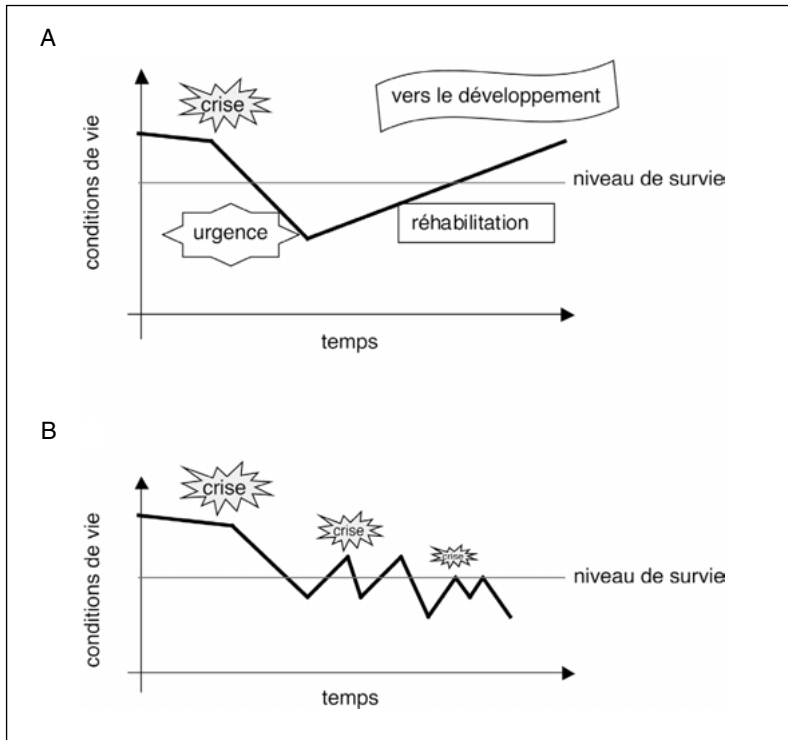 A
crise
vers le développement
conditions de vie
niveau de survie
urgence
réhabilitation
temps
B
crise
crise
crise
conditions de vie
niveau de survie
temps